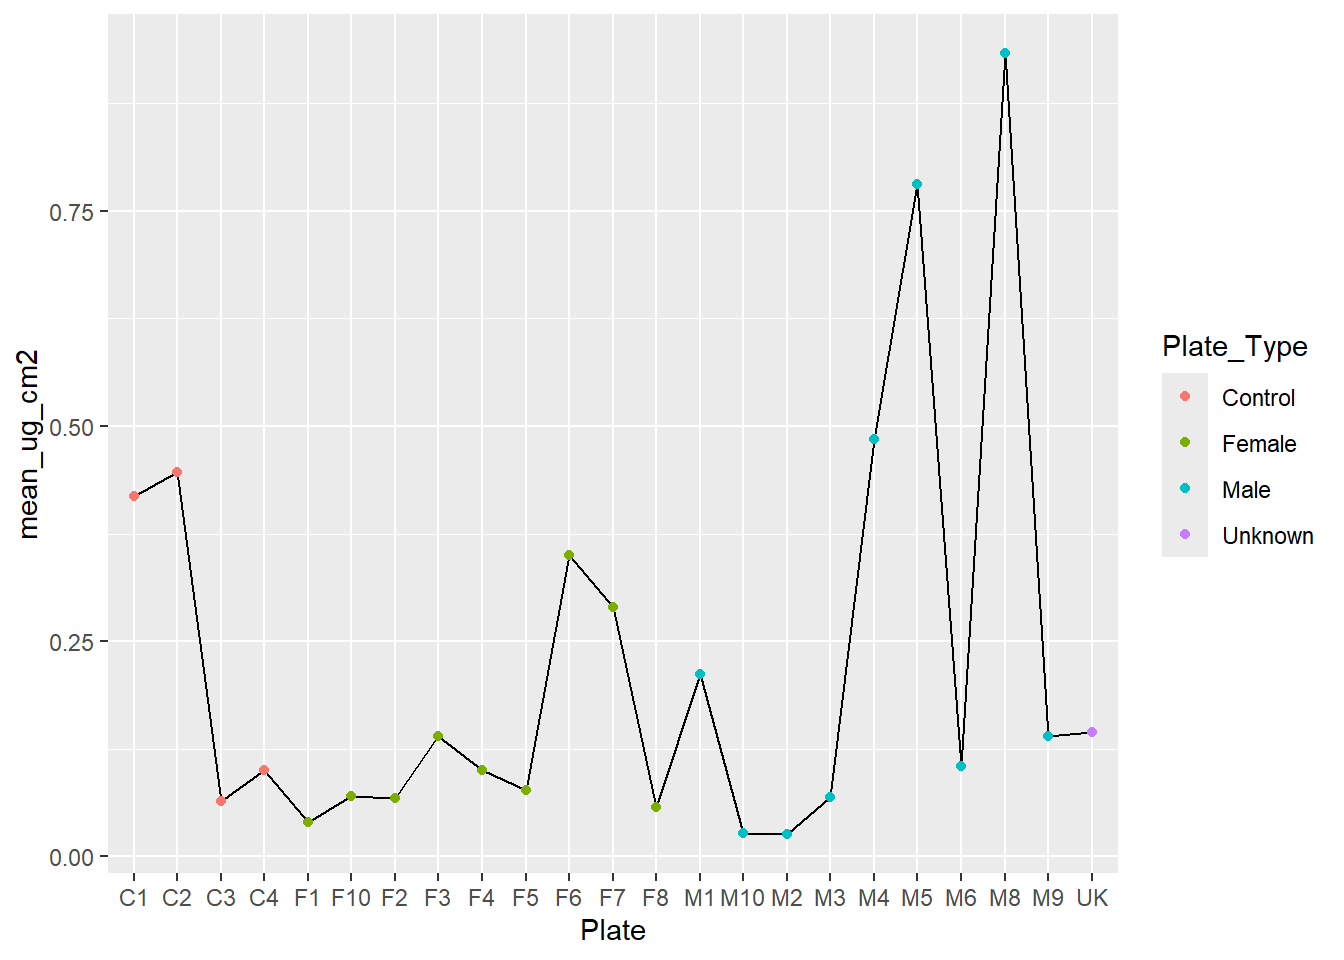 mean_ug_cm2
0.75
0.50
0.25
0.00
C1 C2 C3 C4 F1 F10 F2 F3 F4 F5 F6 F7 F8 M1 M10 M2 M3 M4 M5 M6 M8 M9 UK
Plate
Plate_Type
Control
Female
Male
Unknown